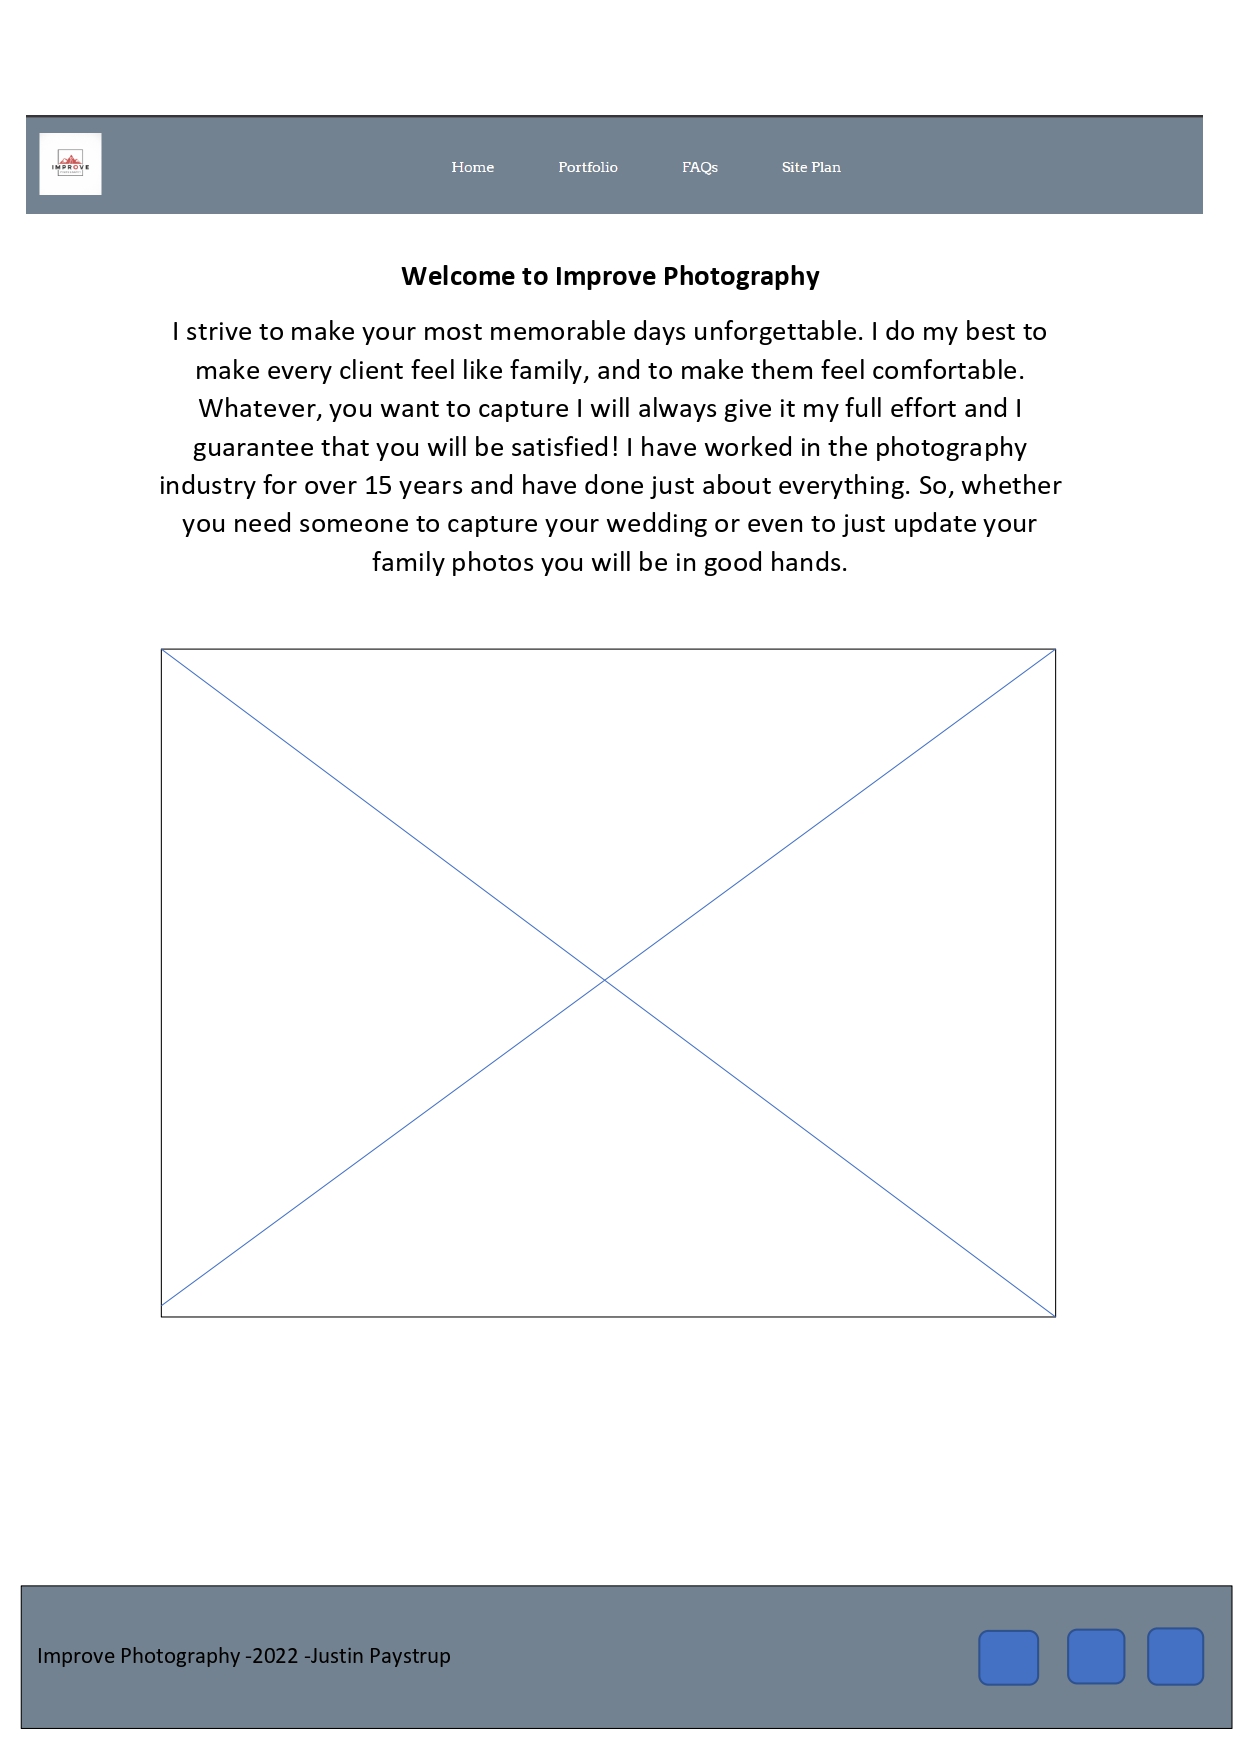 IMPROVE
Home Portfolio FAQs Site Plan
Welcome to Improve Photography
I strive to make your most memorable days unforgettable. I do my best to
make every client feel like family, and to make them feel comfortable.
Whatever, you want to capture I will always give it my full effort and I
guarantee that you will be satisfied! I have worked in the photography
industry for over 15 years and have done just about everything. So, whether
you need someone to capture your wedding or even to just update your
family photos you will be in good hands.
Improve Photography -2022 -Justin Paystrup